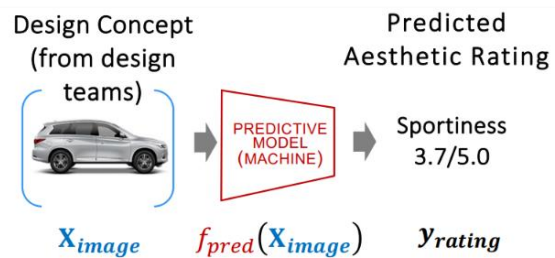 Design Concept
(from design
teams)
Predicted
Aesthetic Rating
PREDICTIVE
MODEL
(MACHINE)
Sportiness
3.7/5.0
X_image
f_pred(X_image)
y_rating